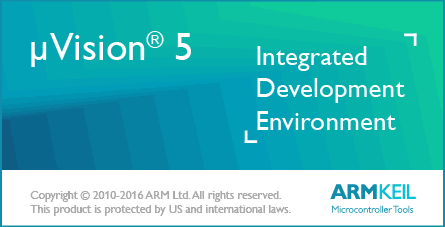 µVision® 5
Integrated
Development
Environment
Copyright © 2010-2016 ARM Ltd. All rights reserved.
This product is protected by US and international laws.
ARMKEIL
Microcontroller Tools